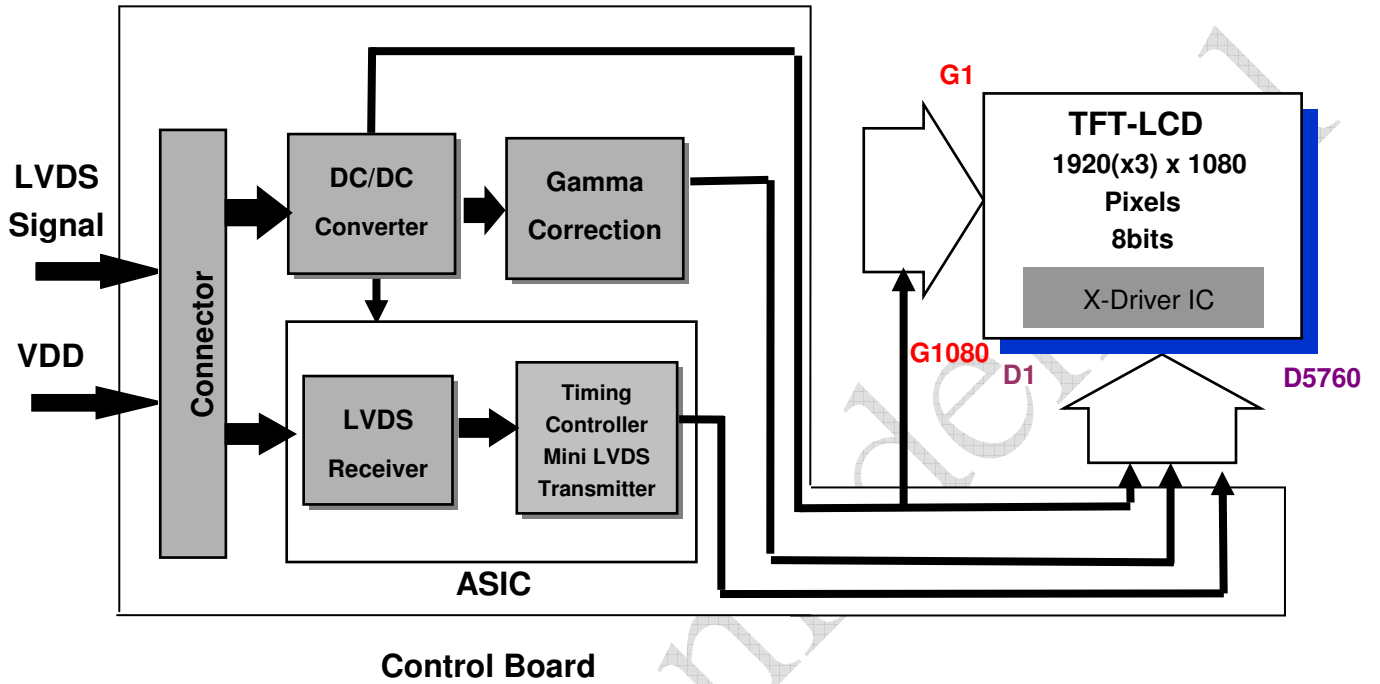 LVDS
Signal
VDD
Connector
DC/DC
Converter
Gamma
Correction
LVDS
Receiver
Timing
Controller
Mini LVDS
Transmitter
ASIC
Control Board
G1
G1080
TFT-LCD
1920(x3) x 1080
Pixels
8bits
X-Driver IC
D1
D5760